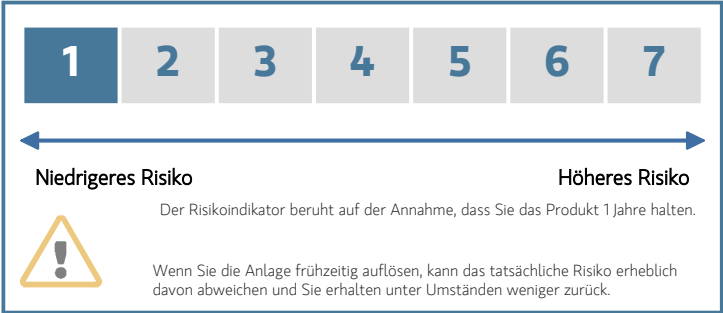 1 2 3 4 5 6 7
Niedrigeres Risiko Höheres Risiko
Der Risikoindikator beruht auf der Annahme, dass Sie das Produkt 1 Jahre halten.
!
Wenn Sie die Anlage frühzeitig auflösen, kann das tatsächliche Risiko erheblich
davon abweichen und Sie erhalten unter Umständen weniger zurück.